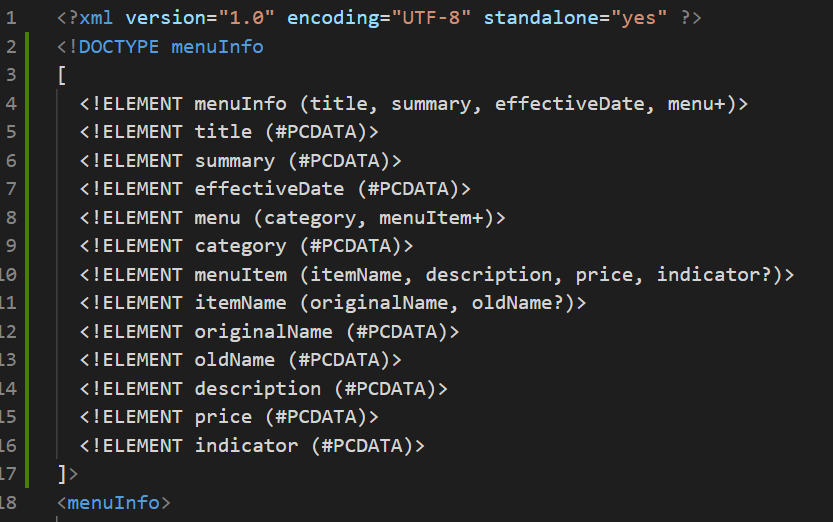 1 <?xml version="1.0" encoding="UTF-8" standalone="yes" ?>
2 <!DOCTYPE menuInfo
3 [
4 <!ELEMENT menuInfo (title, summary, effectiveDate, menu+)>
5 <!ELEMENT title (#PCDATA)>
6 <!ELEMENT summary (#PCDATA)>
7 <!ELEMENT effectiveDate (#PCDATA)>
8 <!ELEMENT menu (category, menuItem+)>
9 <!ELEMENT category (#PCDATA)>
10 <!ELEMENT menuItem (itemName, description, price, indicator?)>
11 <!ELEMENT itemName (originalName, oldName?)>
12 <!ELEMENT originalName (#PCDATA)>
13 <!ELEMENT oldName (#PCDATA)>
14 <!ELEMENT description (#PCDATA)>
15 <!ELEMENT price (#PCDATA)>
16 <!ELEMENT indicator (#PCDATA)>
17 ]>
18 <menuInfo>